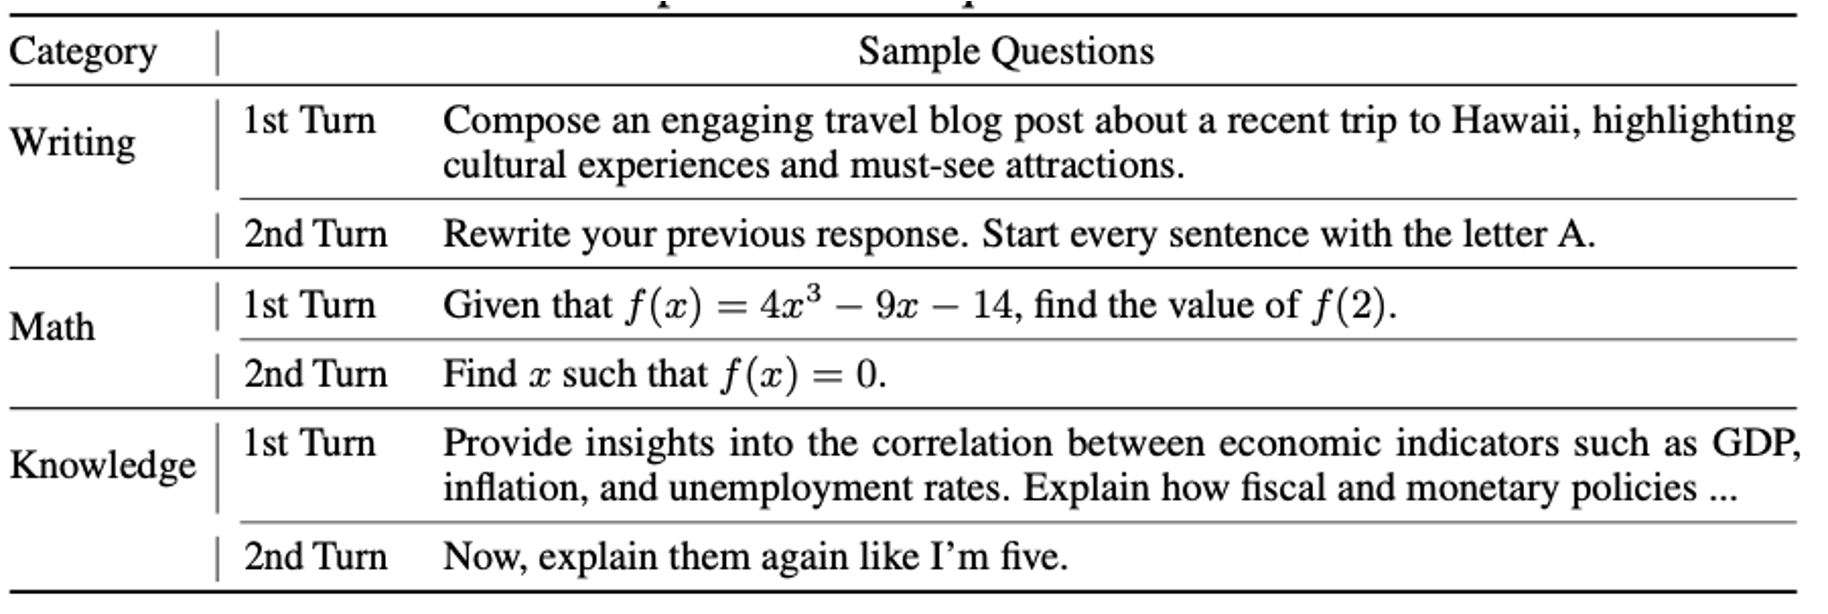 Category Sample Questions
Writing 1st Turn Compose an engaging travel blog post about a recent trip to Hawaii, highlighting
cultural experiences and must-see attractions.
2nd Turn Rewrite your previous response. Start every sentence with the letter A.
Math 1st Turn Given that f(x) = 4x³ − 9x − 14, find the value of f(2).
2nd Turn Find x such that f(x) = 0.
Knowledge 1st Turn Provide insights into the correlation between economic indicators such as GDP,
inflation, and unemployment rates. Explain how fiscal and monetary policies ...
2nd Turn Now, explain them again like I'm five.